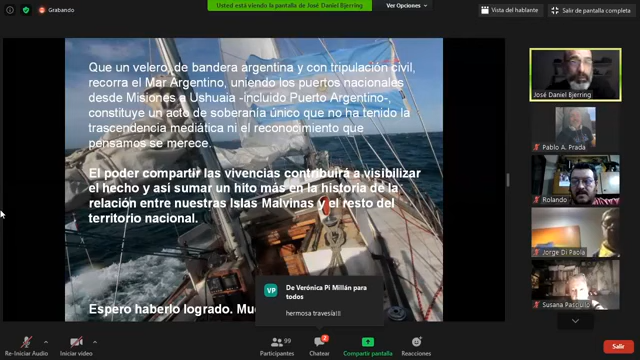 Grabando
Usted está viendo la pantalla de José Daniel Bjerring
Ver Opciones
Vista del hablante
Salir de pantalla completa
Que un velero, de bandera argentina y con tripulación civil,
recorra el Mar Argentino, uniendo los puertos nacionales
desde Misiones a Ushuaia -incluido Puerto Argentino-,
constituye un acto de soberanía único que no ha tenido la
trascendencia mediática ni el reconocimiento que
pensamos se merece.
El poder compartir las vivencias contribuirá a visibilizar
el hecho y así sumar un hito más en la historia de la
relación entre nuestras Islas Malvinas y el resto del
territorio nacional.
Espero haberlo logrado.
José Daniel Bjerring
Pablo A. Prada
Rolando
Jorge Di Paola
Susana Pasquilo
VP
De Verónica Pi Millán para
todos
hermosa travesía!!!
Re-Iniciar Audio
Iniciar video
Participantes
99
Chatear
2
Compartir pantalla
Reacciones
Salir